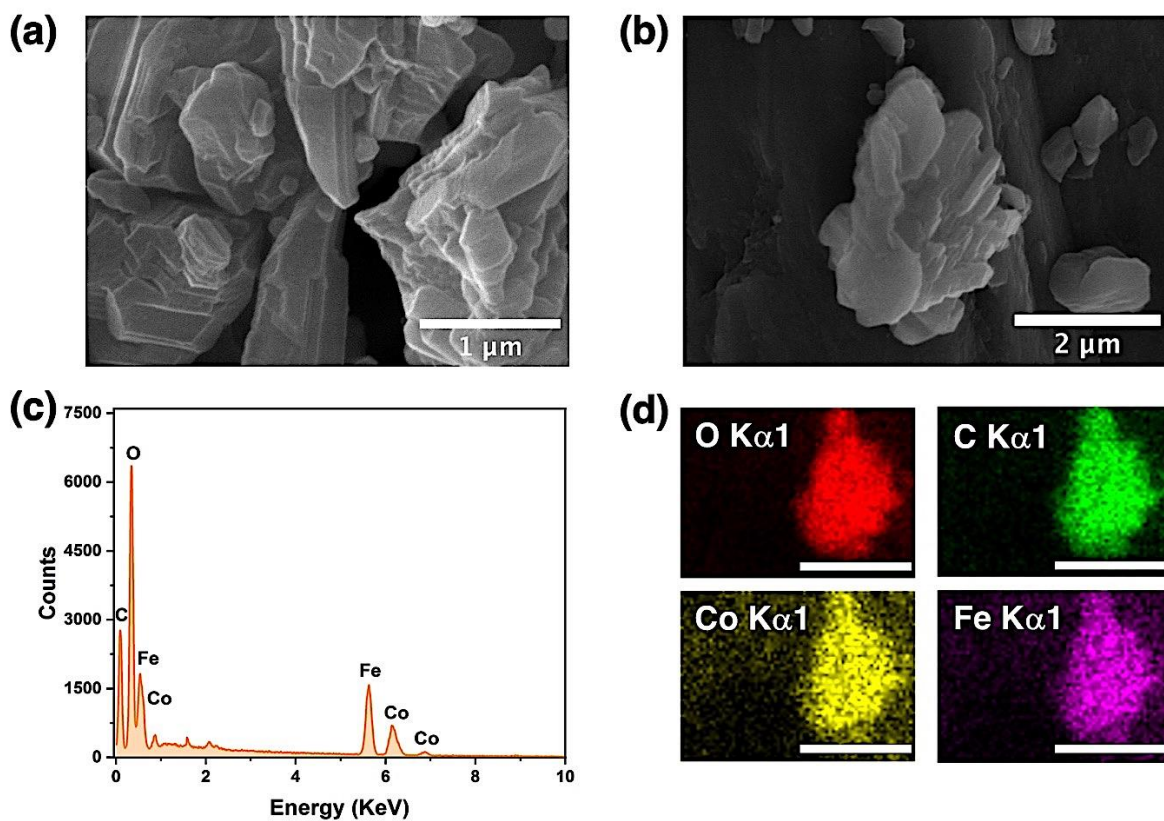 (a)
1 μm
(b)
2 μm
(c)
7500
6000
4500
3000
1500
0
Counts
C
O
Fe
Co
Fe
Co
Co
0
2
4
6
8
10
Energy (KeV)
(d)
O Kα1
C Kα1
Co Kα1
Fe Kα1